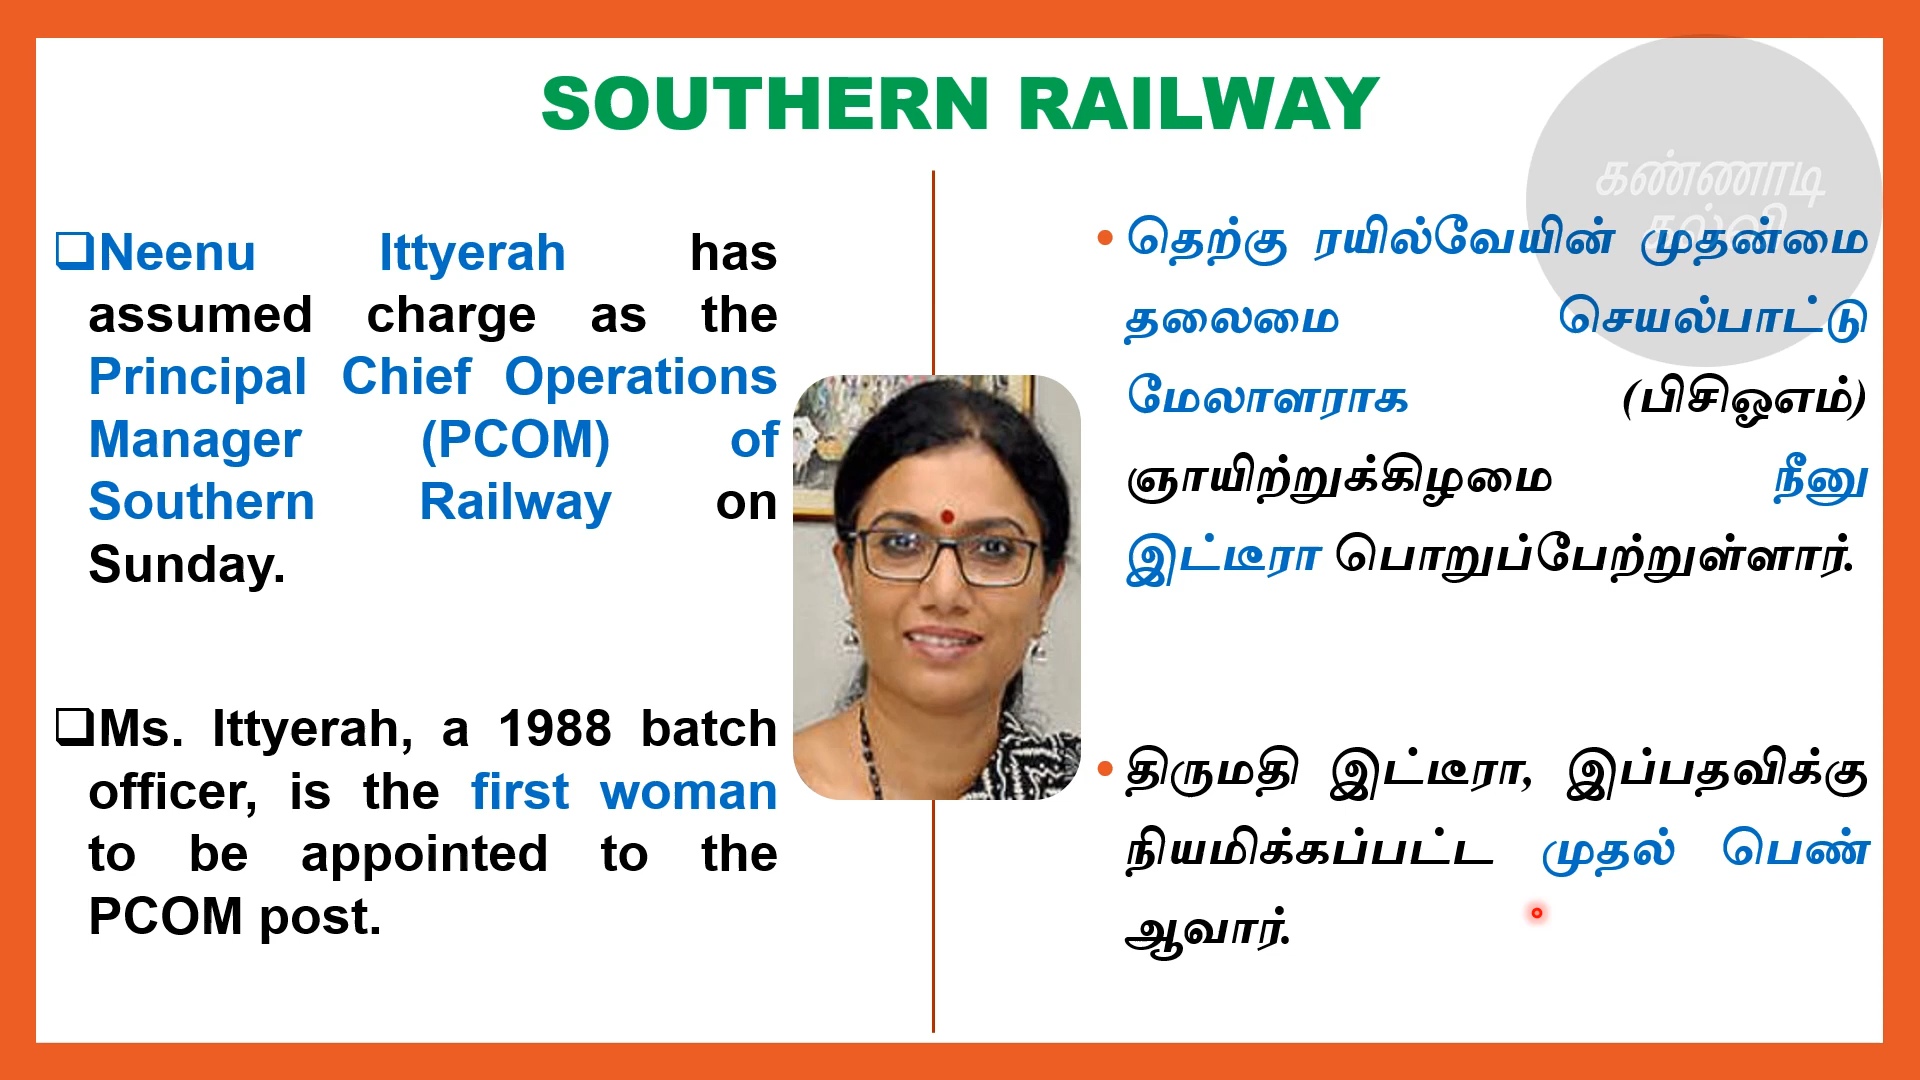 SOUTHERN RAILWAY
கண்ணாடி
கல்வி
❑Neenu Ittyerah has
assumed charge as the
Principal Chief Operations
Manager (PCOM) of
Southern Railway on
Sunday.
❑Ms. Ittyerah, a 1988 batch
officer, is the first woman
to be appointed to the
PCOM post.
• தெற்கு ரயில்வேயின் முதன்மை
தலைமை செயல்பாட்டு
மேலாளராக (பிசிஓஎம்)
ஞாயிற்றுக்கிழமை நீனு
இட்டீரா பொறுப்பேற்றுள்ளார்.
• திருமதி இட்டீரா, இப்பதவிக்கு
நியமிக்கப்பட்ட முதல் பெண்
ஆவார்.